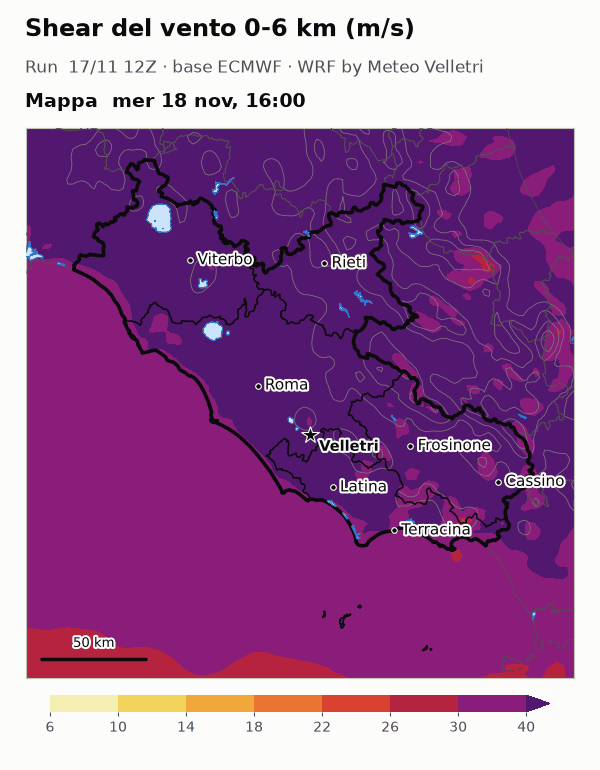 Shear del vento 0-6 km (m/s)
Run 17/11 12Z · base ECMWF · WRF by Meteo Velletri
Mappa mer 18 nov, 16:00
Viterbo
Rieti
Roma
Velletri
Frosinone
Cassino
Latina
Terracina
50 km
6 10 14 18 22 26 30 40